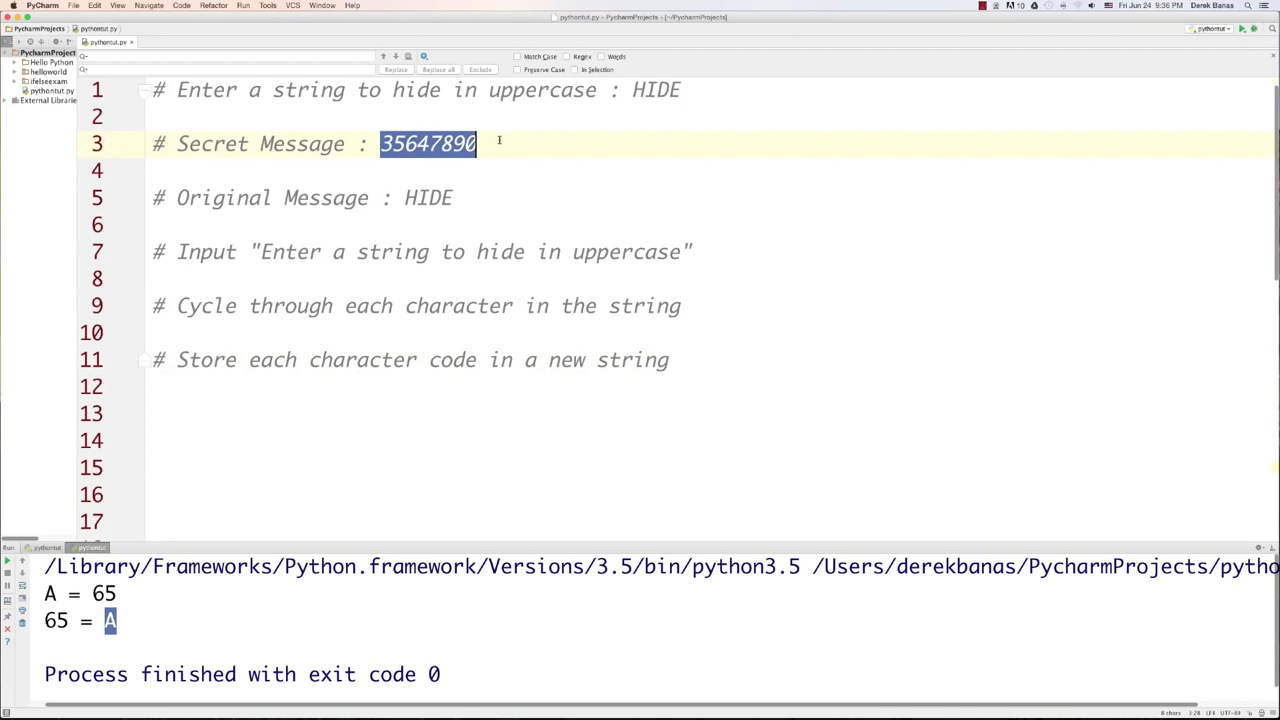 PyCharm File Edit View Navigate Code Refactor Run Tools VCS Window Help Fri Jun 24 9:36 PM Derek Banas
pythontut.py - PycharmProjects - [~/PycharmProjects]
PycharmProjects pythontut.py pythontut
pythontut.py
PycharmProject
Hello Python
helloworld
ifelseexam
pythontut.py
External Librarie
Match Case Regex Words
Replace Replace all Exclude Preserve Case In Selection
1 # Enter a string to hide in uppercase : HIDE
2
3 # Secret Message : 35647890
4
5 # Original Message : HIDE
6
7 # Input "Enter a string to hide in uppercase"
8
9 # Cycle through each character in the string
10
11 # Store each character code in a new string
12
13
14
15
16
17
Run: pythontut pythontut
/Library/Frameworks/Python.framework/Versions/3.5/bin/python3.5 /Users/derekbanas/PycharmProjects/pytho
A = 65
65 = A
Process finished with exit code 0
8 chars 3:28 LF÷ UTF-8÷